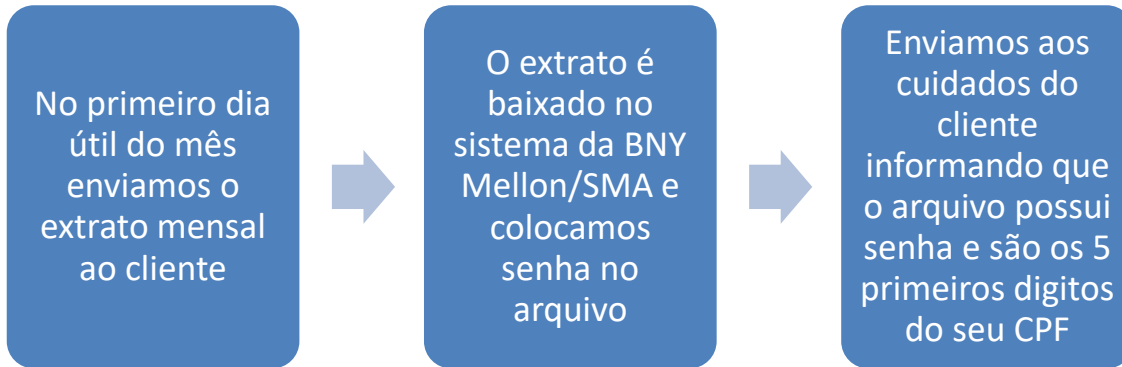 No primeiro dia
útil do mês
enviamos o
extrato mensal
ao cliente
O extrato é
baixado no
sistema da BNY
Mellon/SMA e
colocamos
senha no
arquivo
Enviamos aos
cuidados do
cliente
informando que
o arquivo possui
senha e são os 5
primeiros digitos
do seu CPF